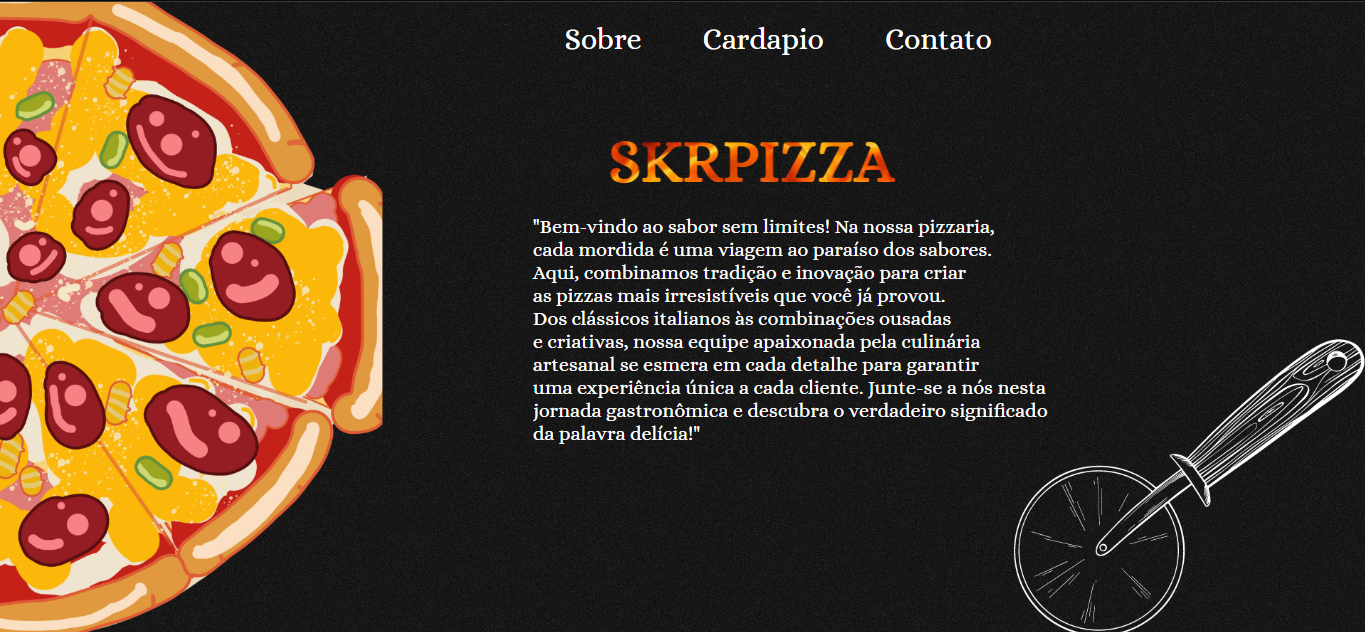 Sobre Cardapio Contato
SKRPIZZA
"Bem-vindo ao sabor sem limites! Na nossa pizzaria,
cada mordida é uma viagem ao paraíso dos sabores.
Aqui, combinamos tradição e inovação para criar
as pizzas mais irresistíveis que você já provou.
Dos clássicos italianos às combinações ousadas
e criativas, nossa equipe apaixonada pela culinária
artesanal se esmera em cada detalhe para garantir
uma experiência única a cada cliente. Junte-se a nós nesta
jornada gastronômica e descubra o verdadeiro significado
da palavra delícia!"